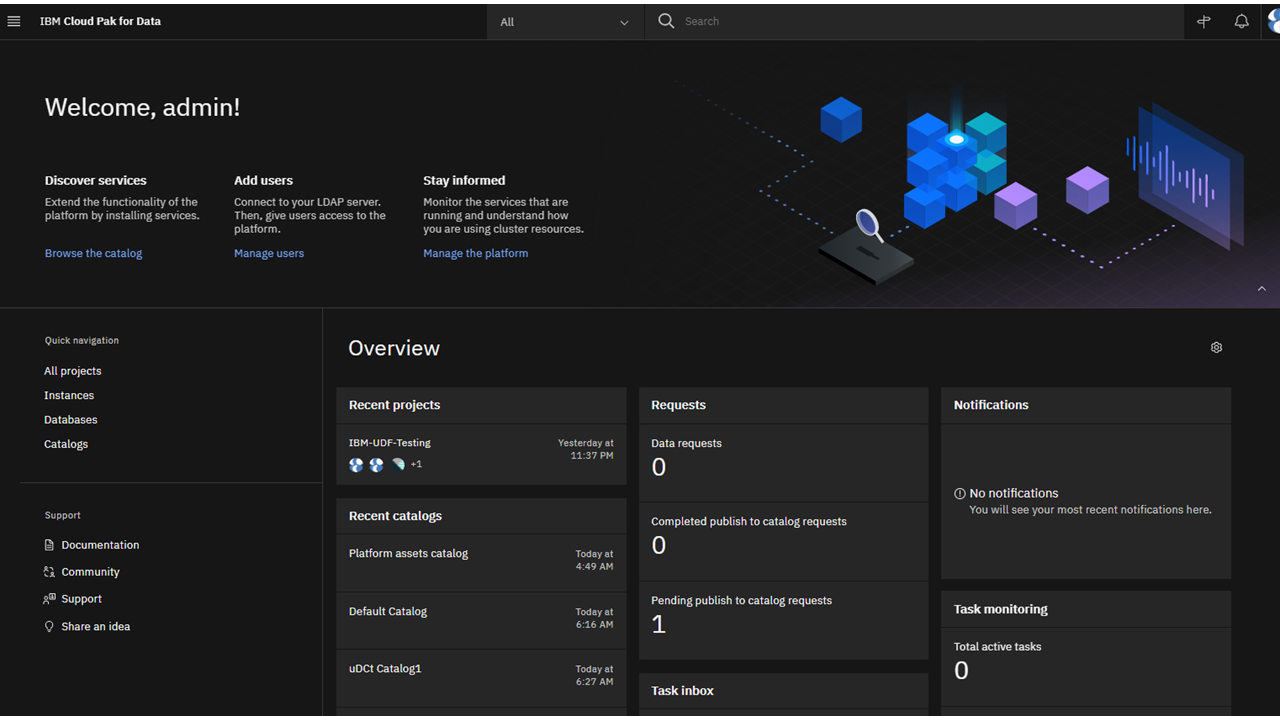 IBM Cloud Pak for Data
All
Search
Welcome, admin!
Discover services
Extend the functionality of the
platform by installing services.
Browse the catalog
Add users
Connect to your LDAP server.
Then, give users access to the
platform.
Manage users
Stay informed
Monitor the services that are
running and understand how
you are using cluster resources.
Manage the platform
Quick navigation
All projects
Instances
Databases
Catalogs
Support
Documentation
Community
Support
Share an idea
Overview
Recent projects
IBM-UDF-Testing
Yesterday at
11:37 PM
+1
Recent catalogs
Platform assets catalog
Today at
4:49 AM
Default Catalog
Today at
6:16 AM
uDCt Catalog1
Today at
6:27 AM
Requests
Data requests
0
Completed publish to catalog requests
0
Pending publish to catalog requests
1
Task inbox
Notifications
No notifications
You will see your most recent notifications here.
Task monitoring
Total active tasks
0